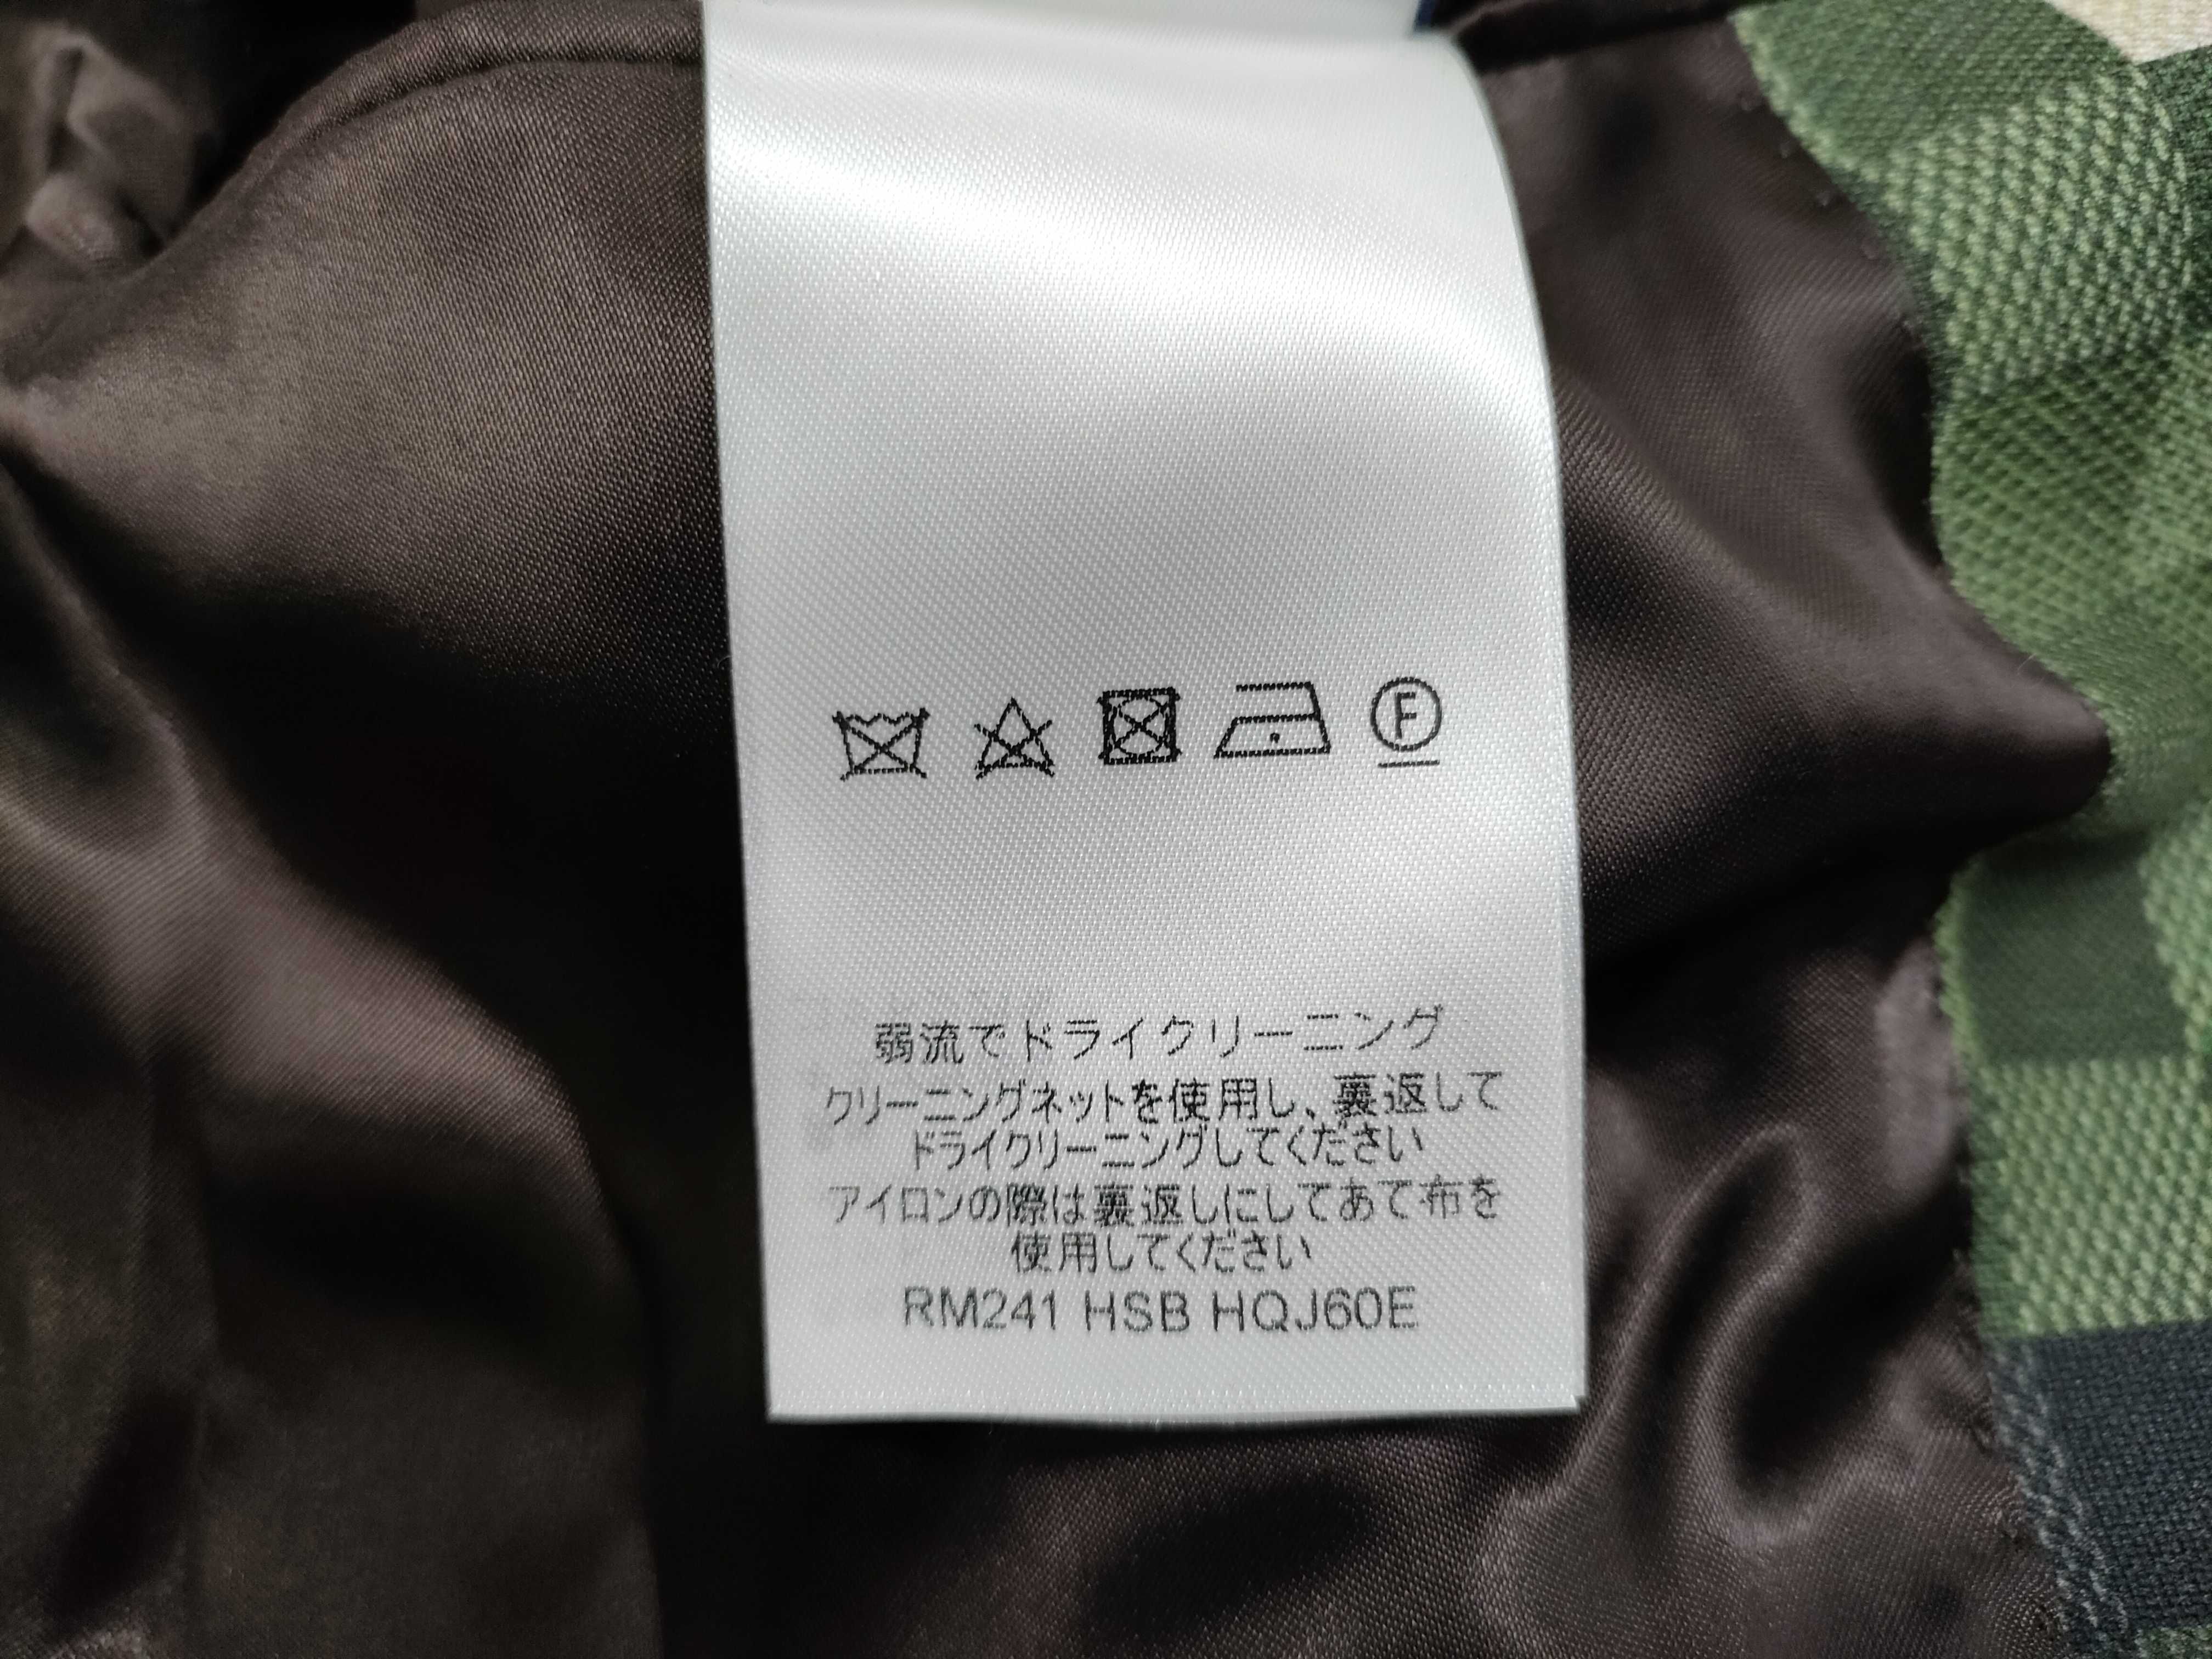 F
弱流でドライクリーニング
クリーニングネットを使用し、裏返して
ドライクリーニングしてください
アイロンの際は裏返しにしてあて布を
使用してください
RM241 HSB HQJ60E